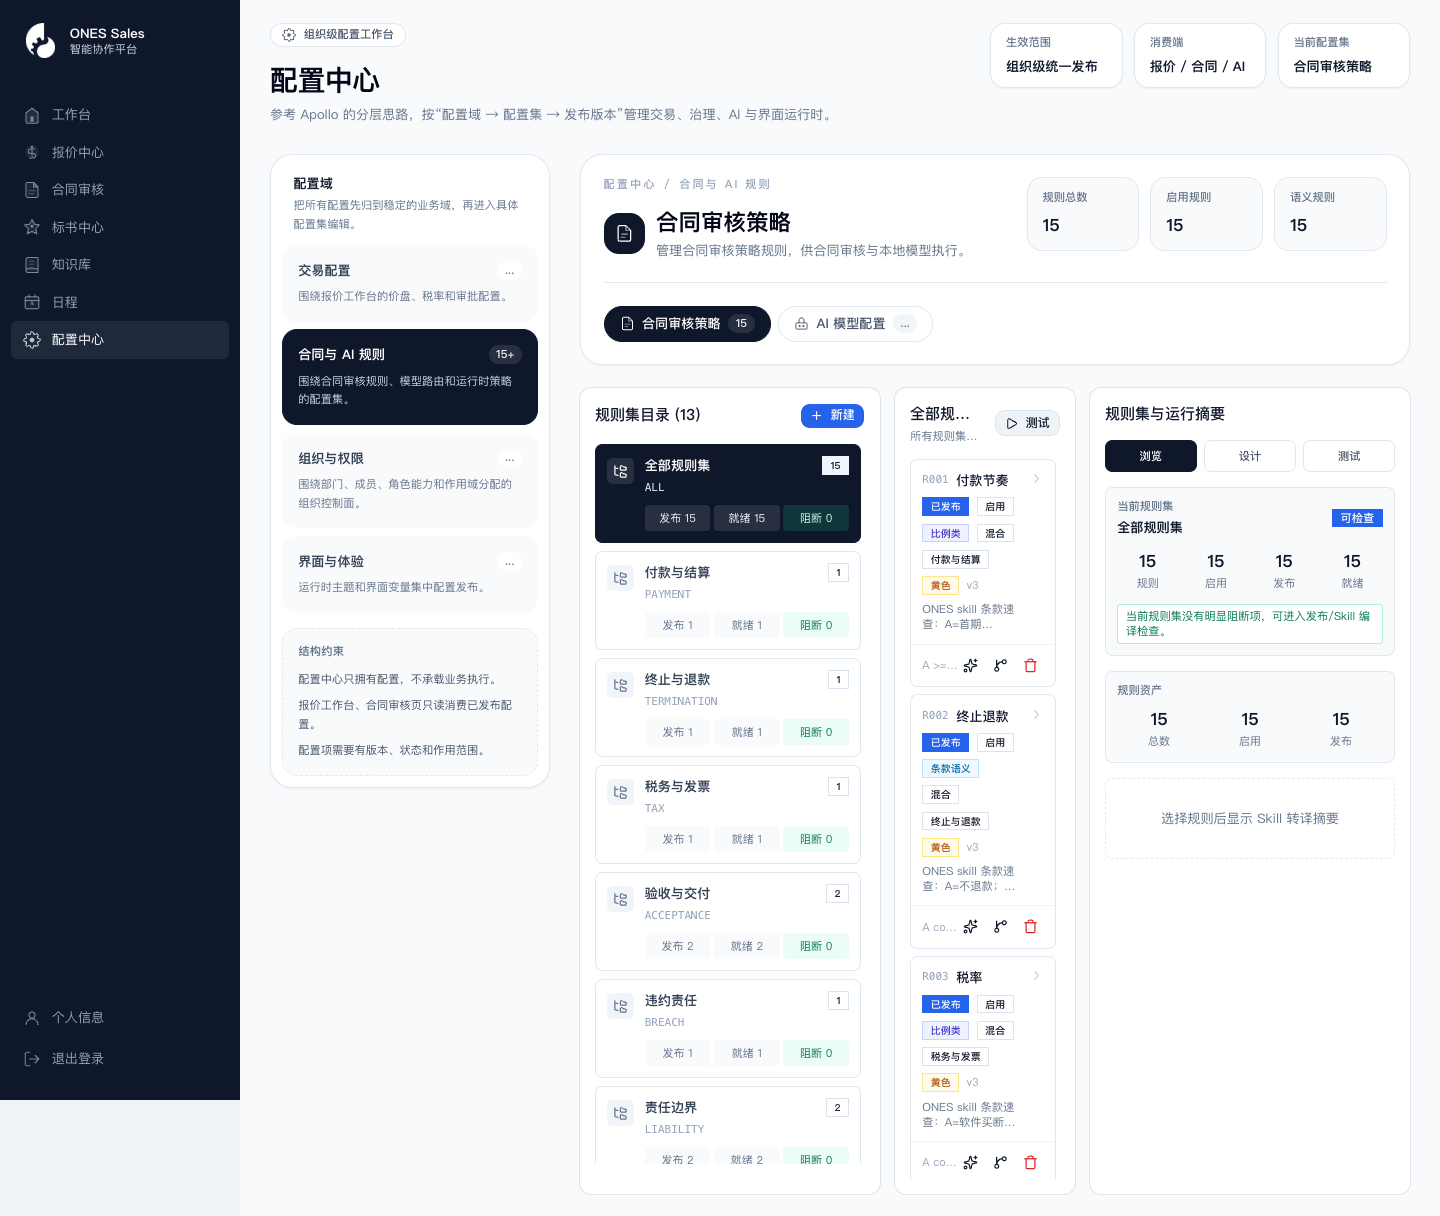 ONES Sales
智能协作平台
工作台
报价中心
合同审核
标书中心
知识库
日程
配置中心
个人信息
退出登录
组织级配置工作台
配置中心
参考 Apollo 的分层思路，按“配置域 → 配置集 → 发布版本”管理交易、治理、AI 与界面运行时。
生效范围
组织级统一发布
消费端
报价 / 合同 / AI
当前配置集
合同审核策略
配置域
把所有配置先归到稳定的业务域，再进入具体
配置集编辑。
交易配置
...
围绕报价工作台的价盘、税率和审批配置。
合同与 AI 规则
15+
围绕合同审核规则、模型路由和运行时策略
的配置集。
组织与权限
...
围绕部门、成员、角色能力和作用域分配的
组织控制面。
界面与体验
...
运行时主题和界面变量集中配置发布。
结构约束
配置中心只拥有配置，不承载业务执行。
报价工作台、合同审核页只读消费已发布配
置。
配置项需要有版本、状态和作用范围。
配置中心 / 合同与 AI 规则
合同审核策略
管理合同审核策略规则，供合同审核与本地模型执行。
规则总数
15
启用规则
15
语义规则
15
合同审核策略 15
AI 模型配置 ...
规则集目录 (13)
新建
全部规则集
15
ALL
发布 15 就绪 15 阻断 0
付款与结算
1
PAYMENT
发布 1 就绪 1 阻断 0
终止与退款
1
TERMINATION
发布 1 就绪 1 阻断 0
税务与发票
1
TAX
发布 1 就绪 1 阻断 0
验收与交付
2
ACCEPTANCE
发布 2 就绪 2 阻断 0
违约责任
1
BREACH
发布 1 就绪 1 阻断 0
责任边界
2
LIABILITY
发布 2 就绪 2 阻断 0
全部规...
所有规则集...
测试
R001 付款节奏
已发布 启用
比例类 混合
付款与结算
黄色 v3
ONES skill 条款速
查：A=首期...
A >=...
R002 终止退款
已发布 启用
条款语义
混合
终止与退款
黄色 v3
ONES skill 条款速
查：A=不退款；...
A co...
R003 税率
已发布 启用
比例类 混合
税务与发票
黄色 v3
ONES skill 条款速
查：A=软件买断...
A co...
规则集与运行摘要
浏览 设计 测试
当前规则集
全部规则集
可检查
15 15 15 15
规则 启用 发布 就绪
当前规则集没有明显阻断项，可进入发布/Skill 编
译检查。
规则资产
15 15 15
总数 启用 发布
选择规则后显示 Skill 转译摘要